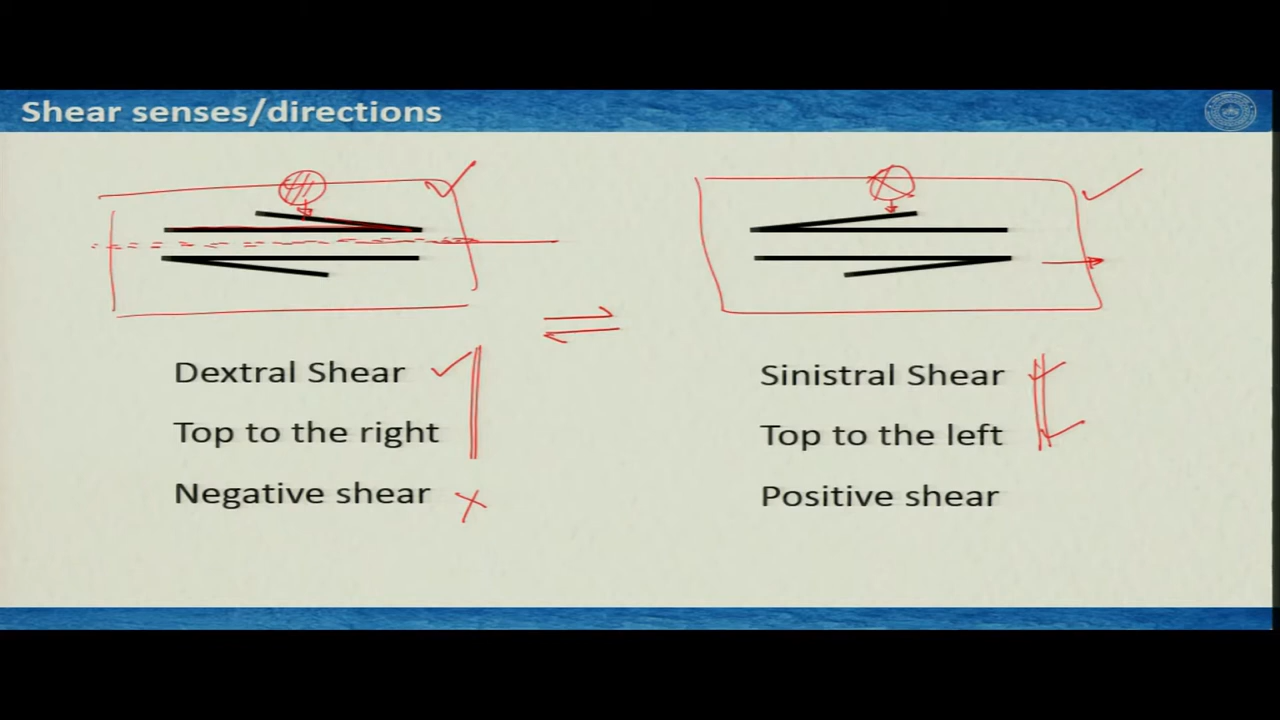 Shear senses/directions
Dextral Shear
Top to the right
Negative shear
Sinistral Shear
Top to the left
Positive shear